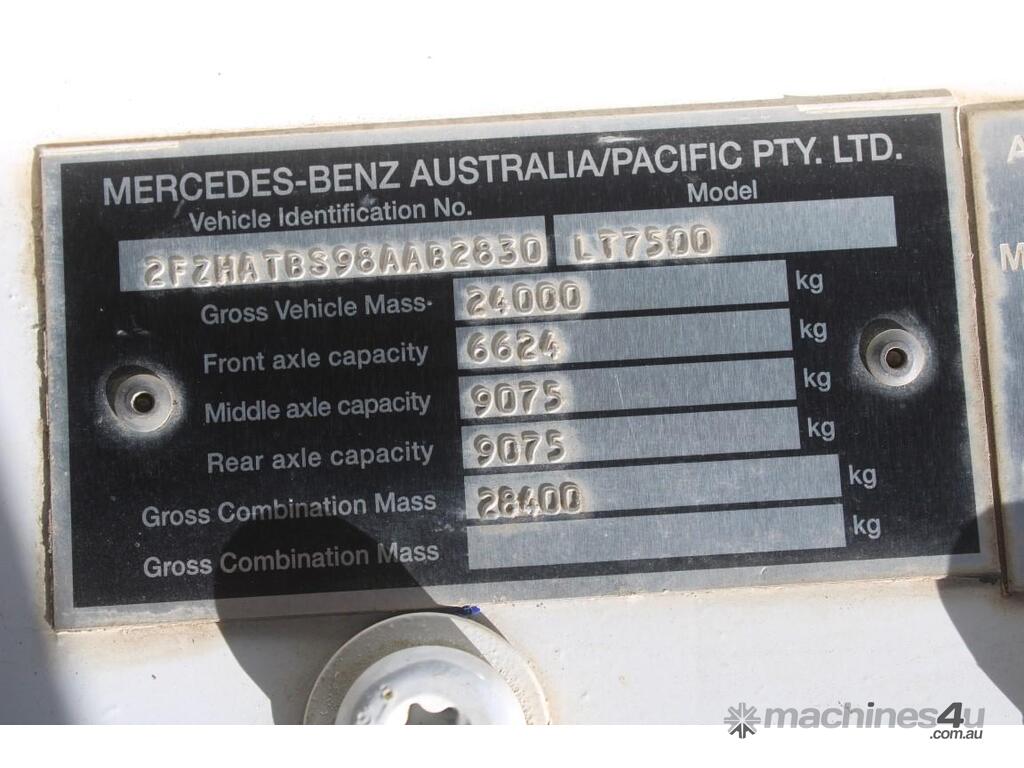 MERCEDES-BENZ AUSTRALIA/PACIFIC PTY. LTD.
Vehicle Identification No. Model
2FZHATBS98AAB2830 LT7500
Gross Vehicle Mass 24000 kg
Front axle capacity 6624 kg
Middle axle capacity 9075 kg
Rear axle capacity 9075 kg
Gross Combination Mass 28400 kg
Gross Combination Mass kg
A
M
machines4u
.com.au